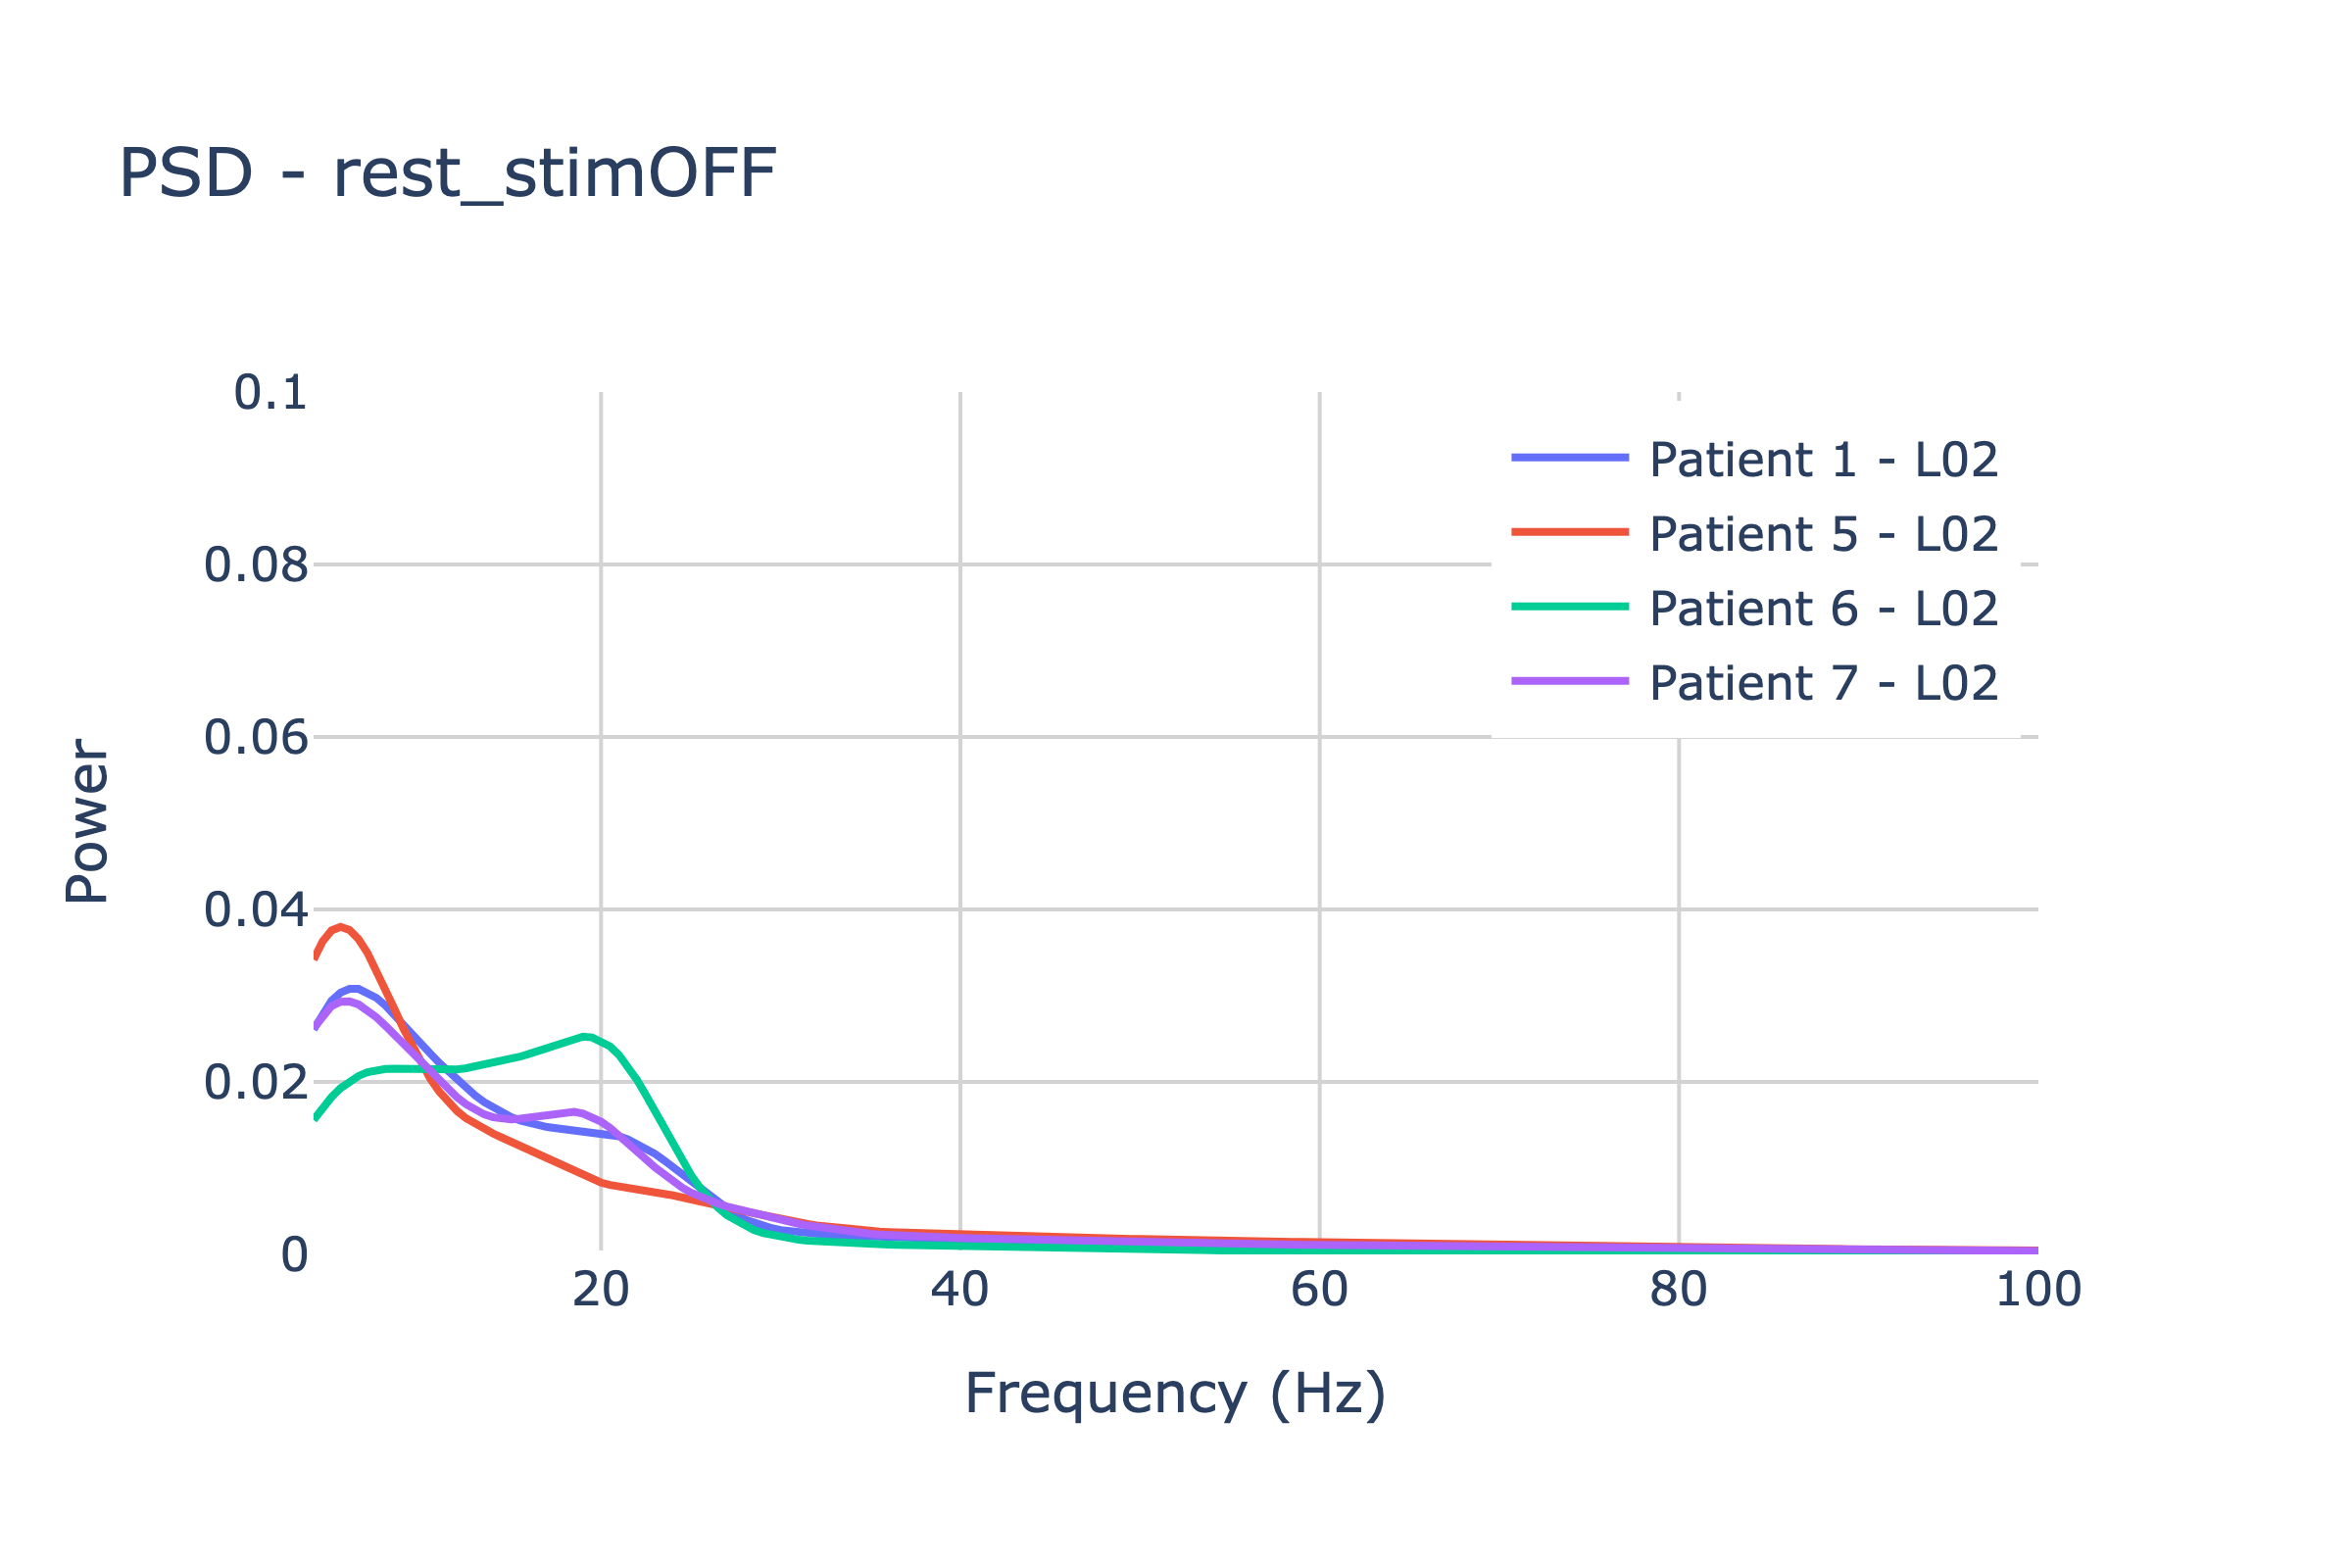 PSD - rest_stimOFF
0.1
0.08
0.06
0.04
0.02
0
Power
20 40 60 80 100
Frequency (Hz)
Patient 1 - L02
Patient 5 - L02
Patient 6 - L02
Patient 7 - L02